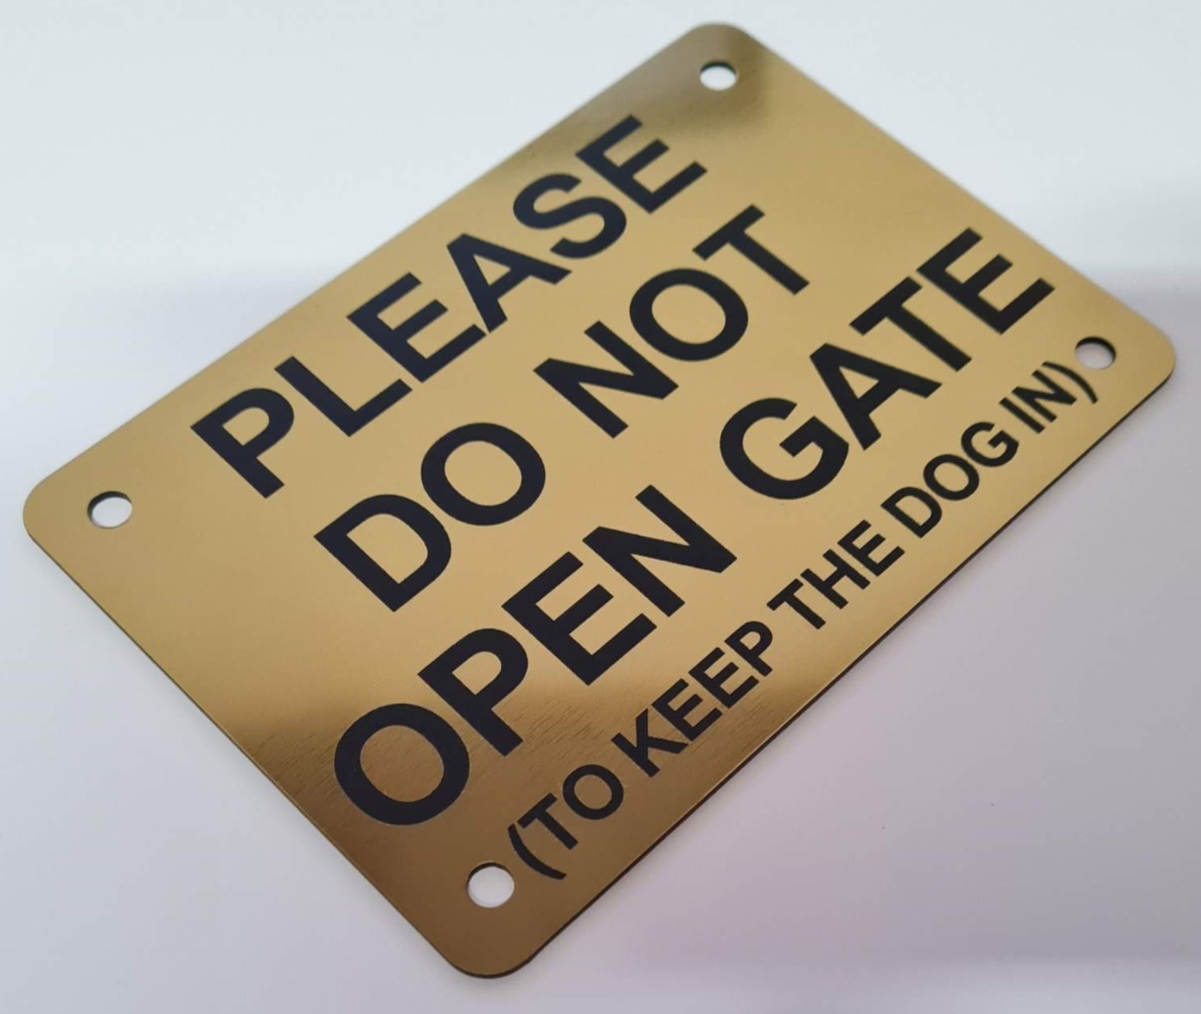 PLEASE
DO NOT
OPEN GATE
(TO KEEP THE DOG IN)